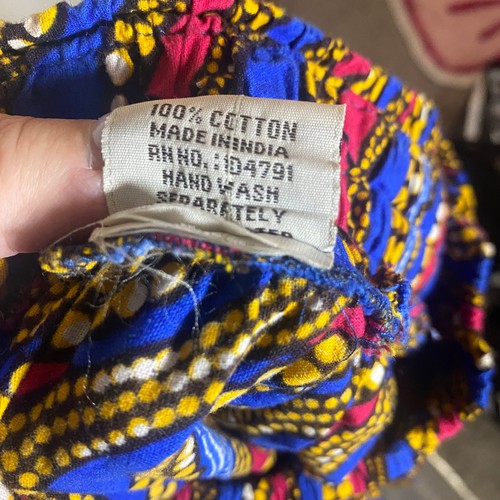 100% COTTON
MADE IN INDIA
RN NO.: 104791
HAND WASH
SEPARATELY